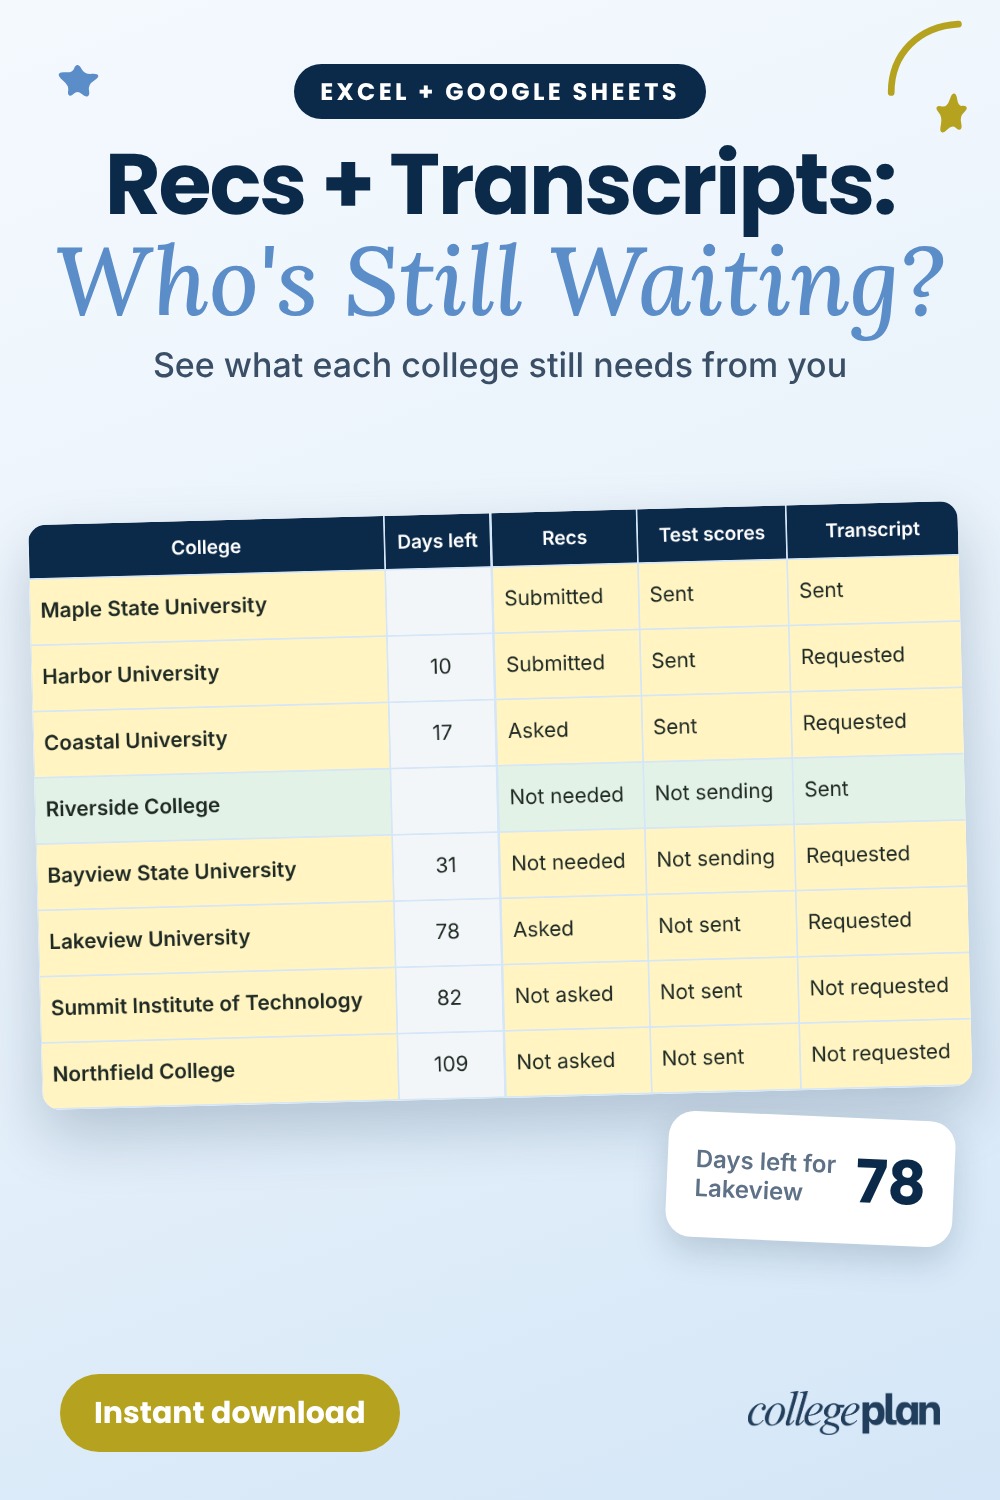 EXCEL + GOOGLE SHEETS
Recs + Transcripts:
Who's Still Waiting?
See what each college still needs from you
College Days left Recs Test scores Transcript
Maple State University Submitted Sent Sent
Harbor University 10 Submitted Sent Requested
Coastal University 17 Asked Sent Requested
Riverside College Not needed Not sending Sent
Bayview State University 31 Not needed Not sending Requested
Lakeview University 78 Asked Not sent Requested
Summit Institute of Technology 82 Not asked Not sent Not requested
Northfield College 109 Not asked Not sent Not requested
Days left for
Lakeview
78
Instant download
collegeplan